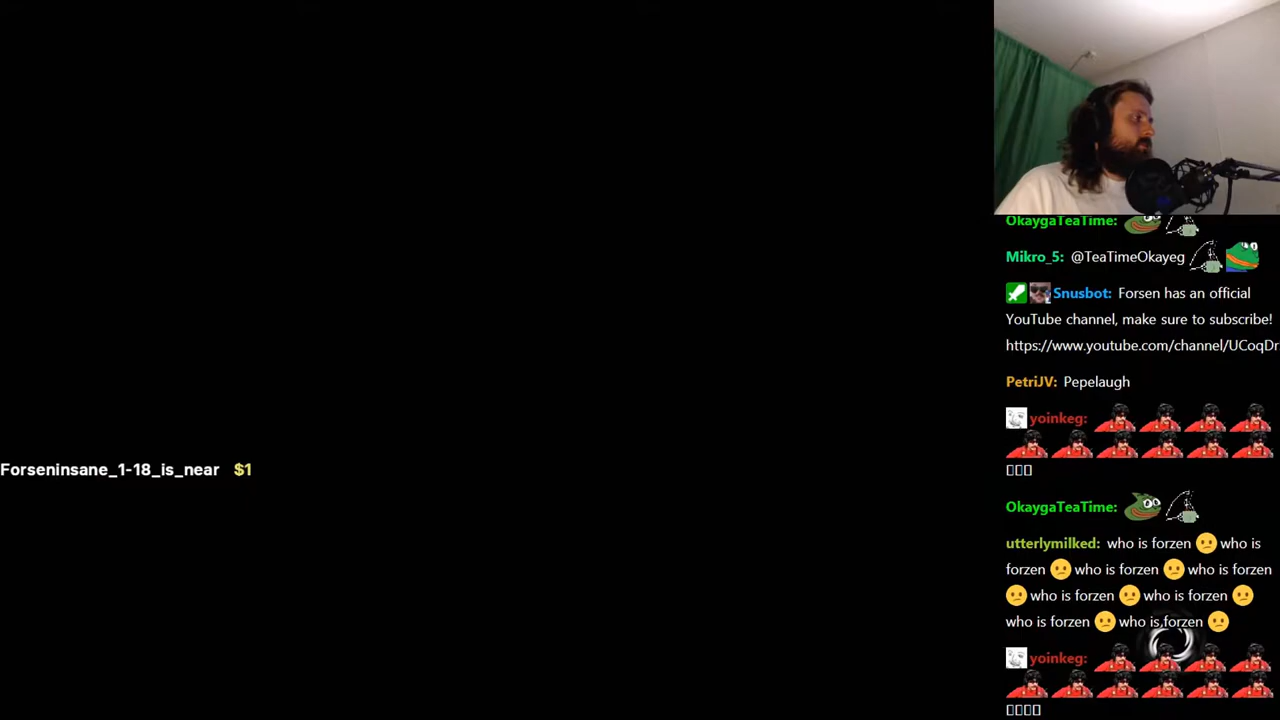 OkaygaTeaTime:
Mikro_5: @TeaTimeOkayeg
Snusbot: Forsen has an official
YouTube channel, make sure to subscribe!
https://www.youtube.com/channel/UCoqDr
PetriJV: Pepelaugh
yoinkeg:
Forseninsane_1-18_is_near $1
OkaygaTeaTime:
utterlymilked: who is forzen 😕 who is
forzen 😕 who is forzen 😕 who is forzen
😕 who is forzen 😕 who is forzen 😕
who is forzen 😕 who is forzen 😕
yoinkeg: